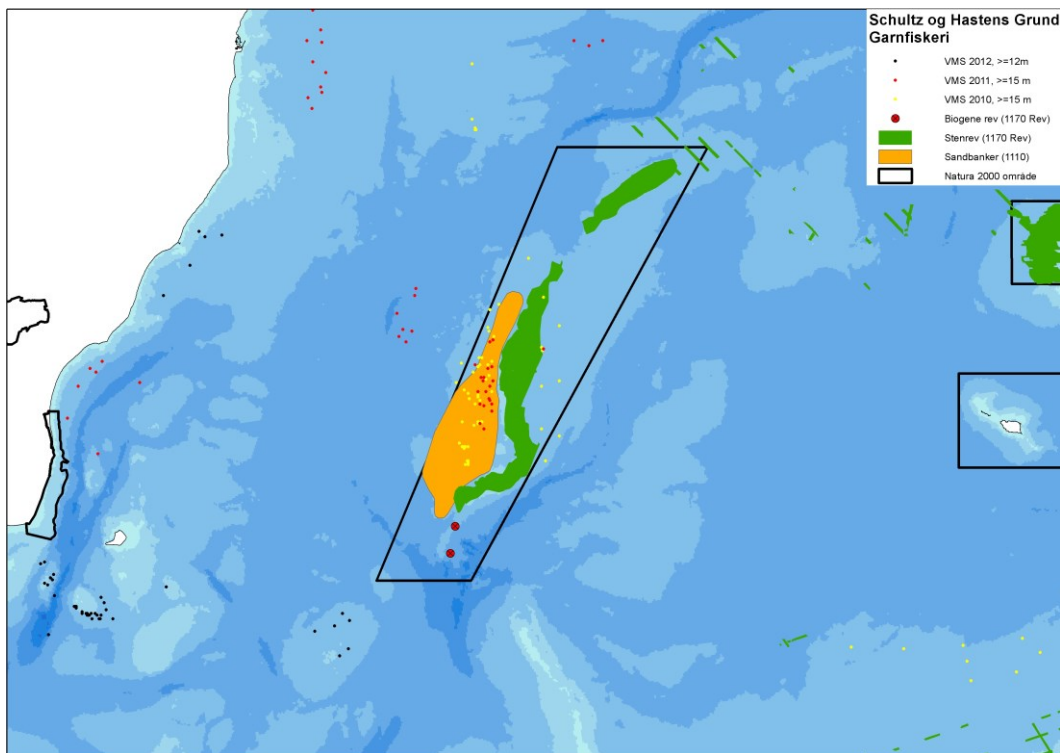 Schultz og Hastens Grund
Garnfiskeri
VMS 2012, >=12m
VMS 2011, >=15 m
VMS 2010, >=15 m
Biogene rev (1170 Rev)
Stenrev (1170 Rev)
Sandbanker (1110)
Natura 2000 område